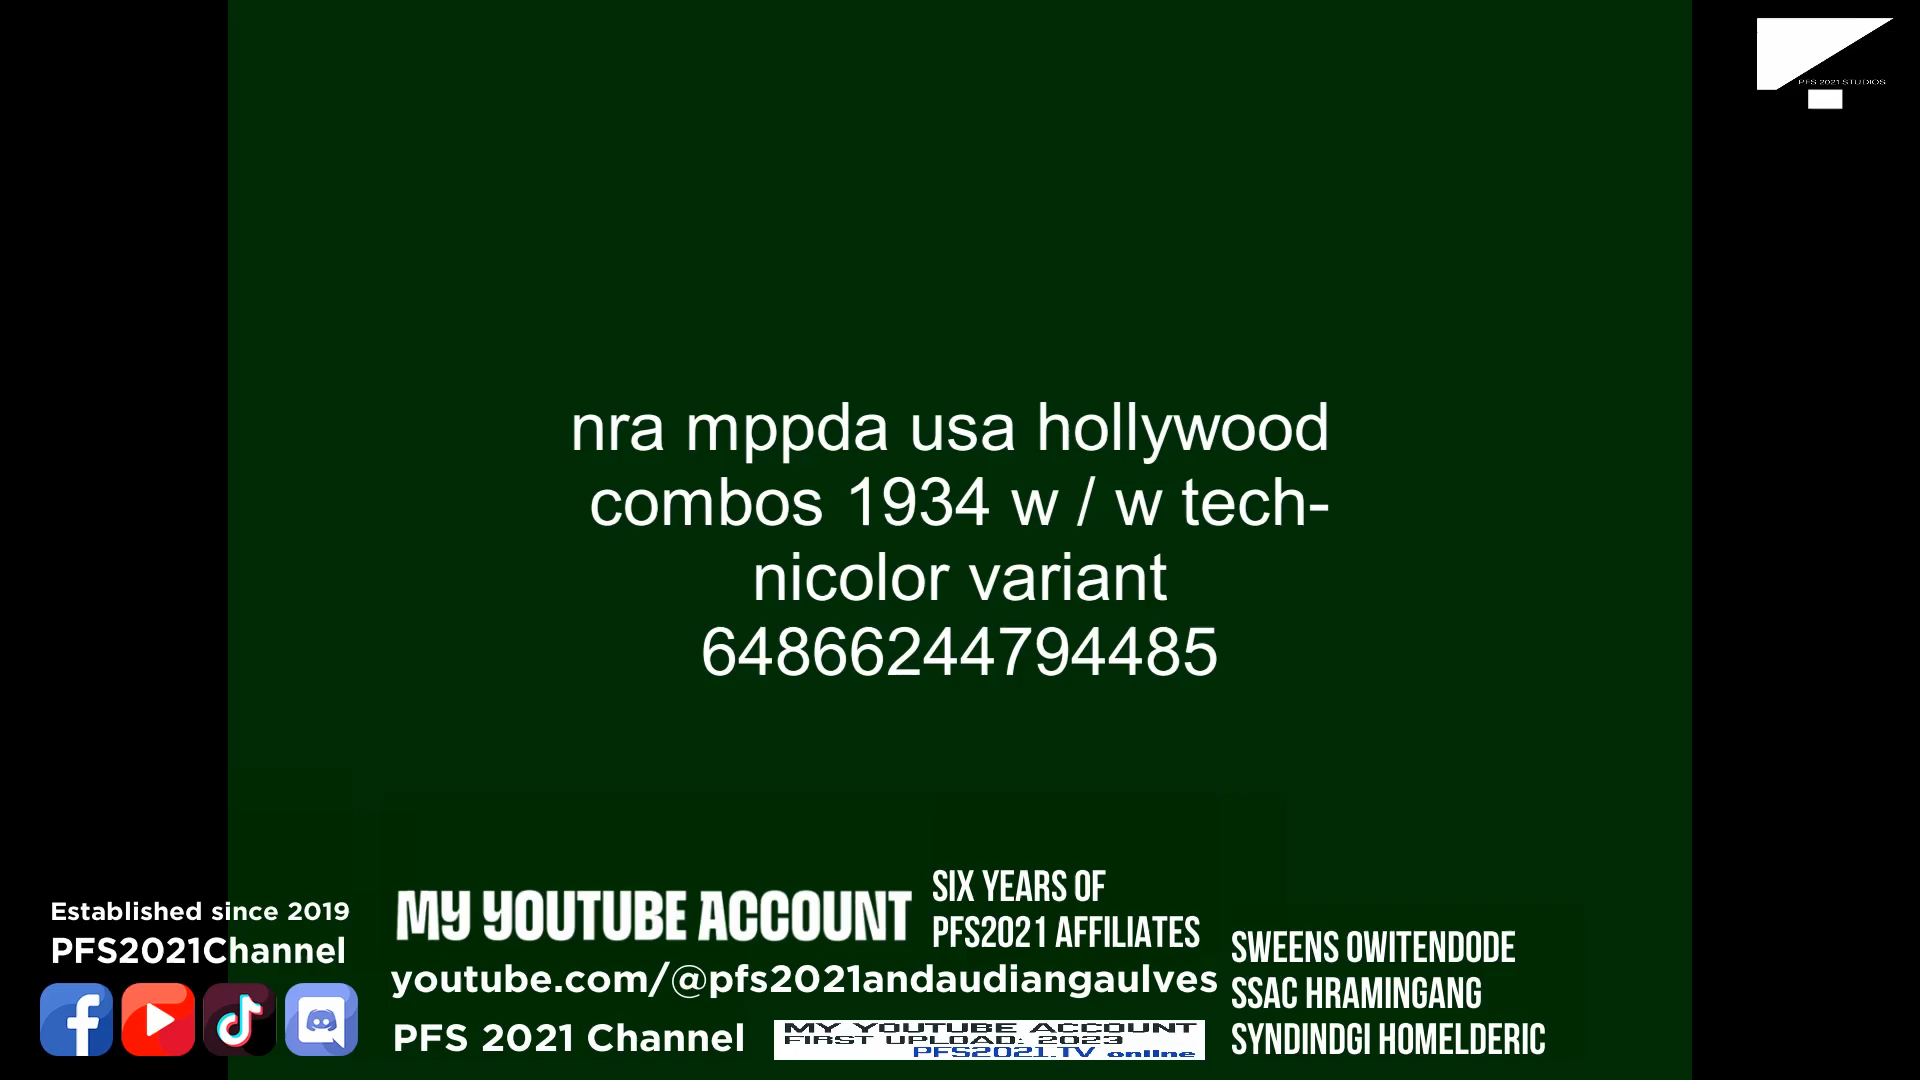 PFS 2021 STUDIOS
nra mppda usa hollywood
combos 1934 w / w tech-
nicolor variant
64866244794485
Established since 2019
PFS2021Channel
MY YOUTUBE ACCOUNT
SIX YEARS OF
PFS2021 AFFILIATES
youtube.com/@pfs2021andaudiangaulves
PFS 2021 Channel
MY YOUTUBE ACCOUNT
FIRST UPLOAD: 2023
PFS2021.TV online
SWEENS OWITENDODE
SSAC HRAMINGANG
SYNDINDGI HOMELDERIC